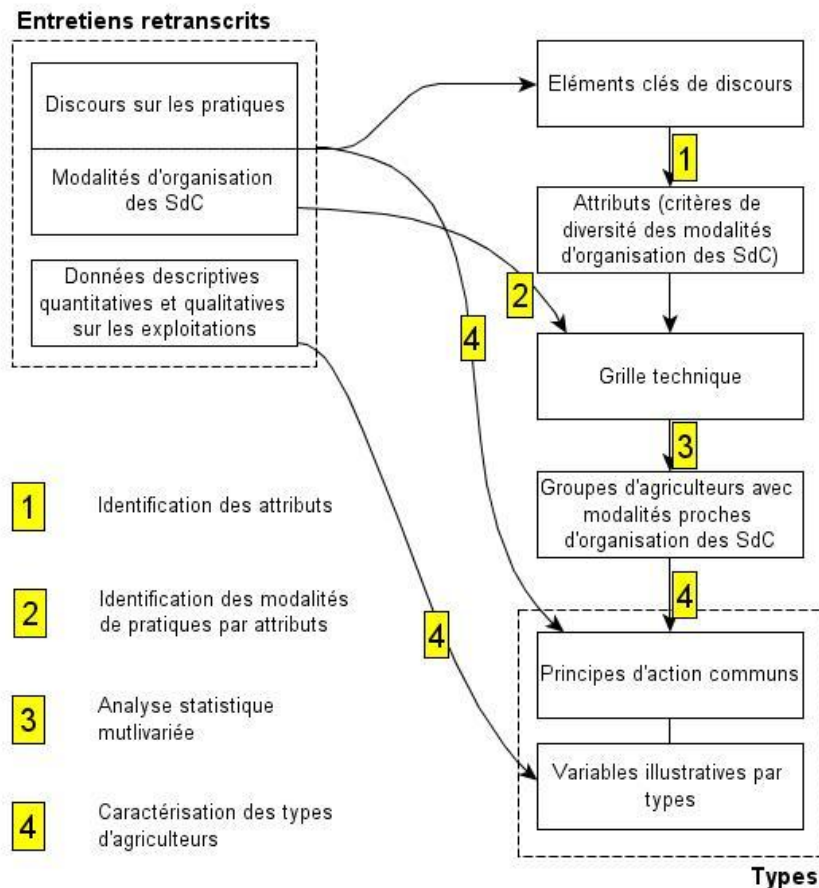 Entretiens retranscrits
Discours sur les pratiques
Modalités d'organisation
des SdC
Données descriptives
quantitatives et qualitatives
sur les exploitations
Eléments clés de discours
1
Attributs (critères de
diversité des modalités
d'organisation des SdC)
2
4
Grille technique
3
Groupes d'agriculteurs avec
modalités proches
d'organisation des SdC
4
4
Principes d'action communs
Variables illustratives par
types
Types
1 Identification des attributs
2 Identification des modalités
de pratiques par attributs
3 Analyse statistique
mutlivariée
4 Caractérisation des types
d'agriculteurs